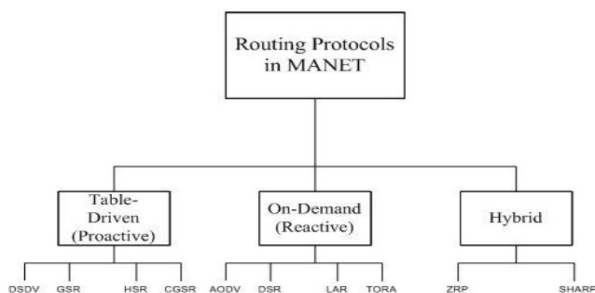 Routing Protocols
in MANET
Table-
Driven
(Proactive)
On-Demand
(Reactive)
Hybrid
DSDV GSR HSR CGSR AODV DSR LAR TORA ZRP SHARP